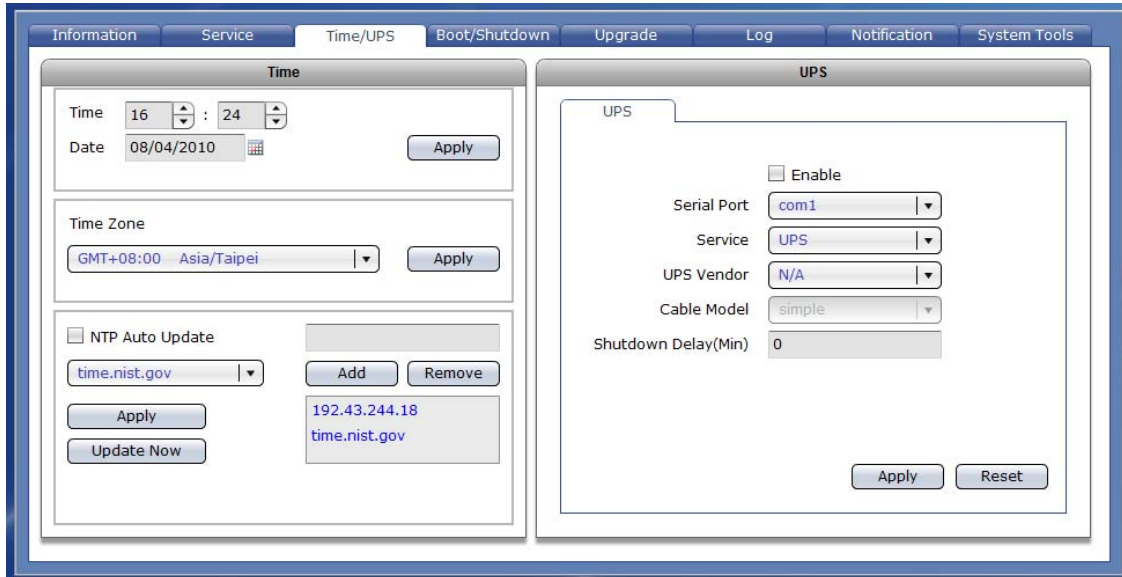 Information Service Time/UPS Boot/Shutdown Upgrade Log Notification System Tools
Time
Time 16 : 24
Date 08/04/2010 Apply
Time Zone
GMT+08:00 Asia/Taipei Apply
NTP Auto Update
time.nist.gov Add Remove
Apply
Update Now
192.43.244.18
time.nist.gov
UPS
UPS
Enable
Serial Port com1
Service UPS
UPS Vendor N/A
Cable Model simple
Shutdown Delay(Min) 0
Apply Reset